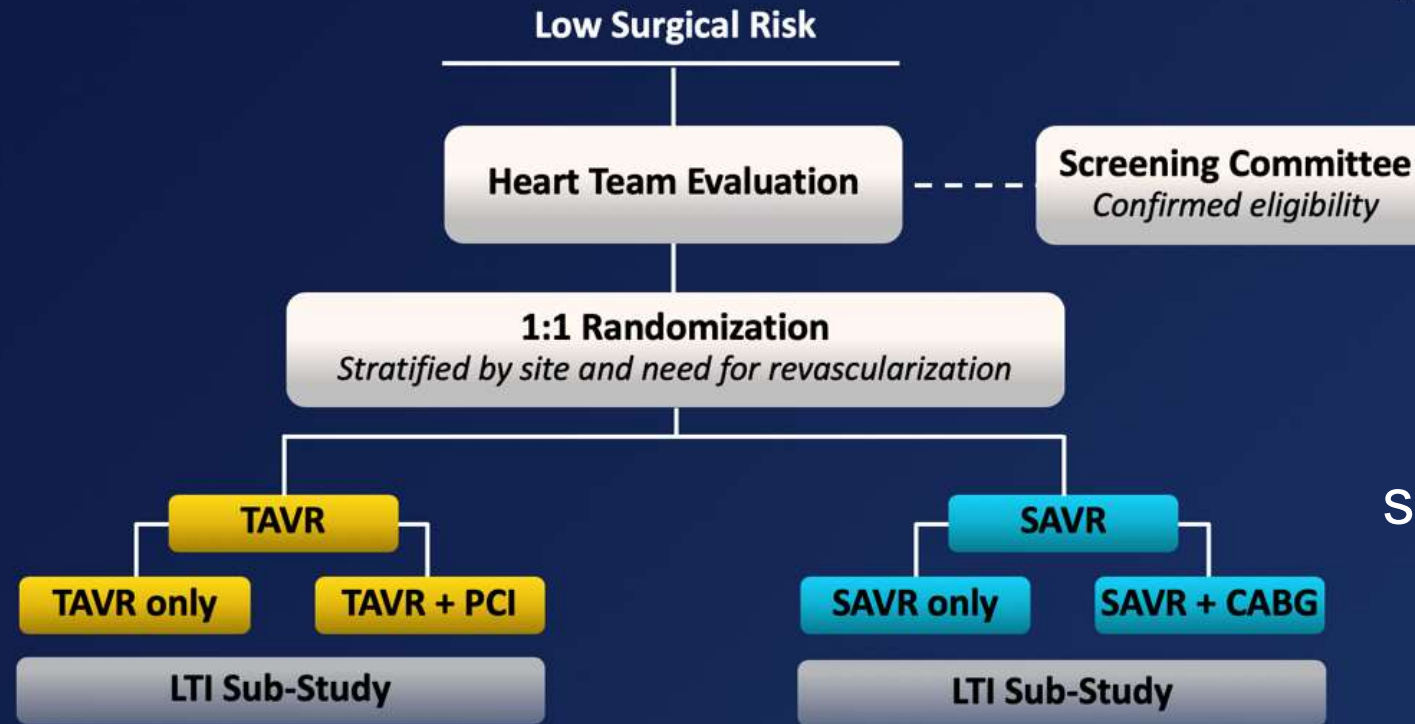 Low Surgical Risk
Heart Team Evaluation
Screening Committee
Confirmed eligibility
1:1 Randomization
Stratified by site and need for revascularization
TAVR
SAVR
S
TAVR only
TAVR + PCI
SAVR only
SAVR + CABG
LTI Sub-Study
LTI Sub-Study